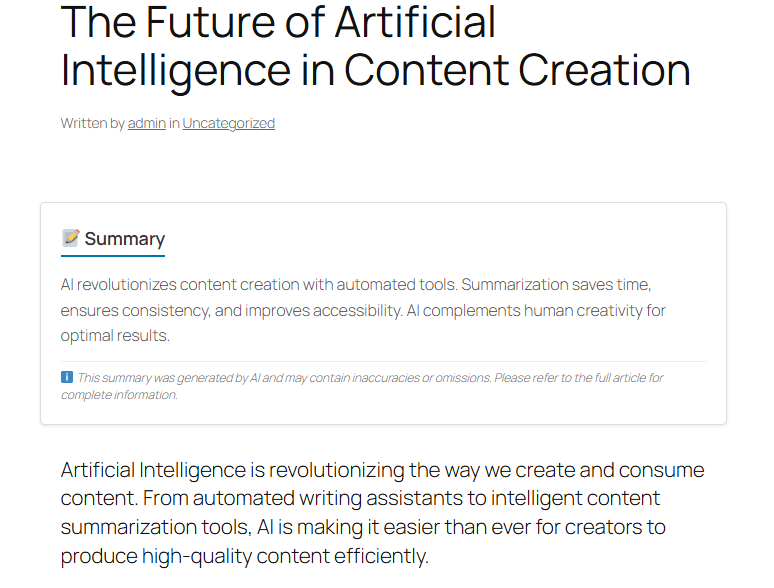 The Future of Artificial
Intelligence in Content Creation
Written by admin in Uncategorized
📝 Summary
AI revolutionizes content creation with automated tools. Summarization saves time,
ensures consistency, and improves accessibility. AI complements human creativity for
optimal results.
ℹ️ This summary was generated by AI and may contain inaccuracies or omissions. Please refer to the full article for
complete information.
Artificial Intelligence is revolutionizing the way we create and consume
content. From automated writing assistants to intelligent content
summarization tools, AI is making it easier than ever for creators to
produce high-quality content efficiently.